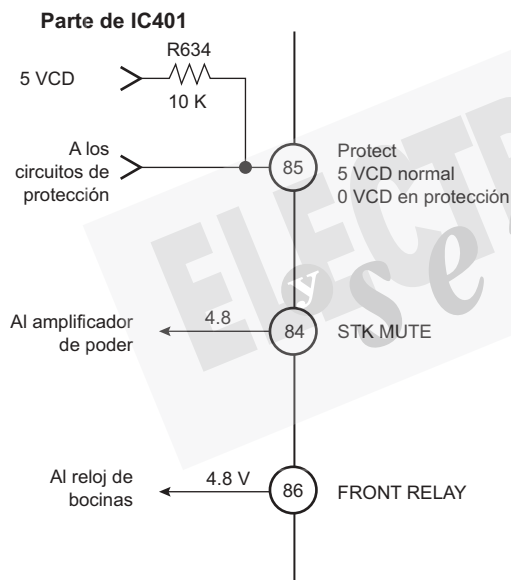 Parte de IC401
R634
5 VCD
10 K
A los
circuitos de
protección
85
Protect
5 VCD normal
0 VCD en protección
ELECT
y
se
Al amplificador
de poder
4.8
84
STK MUTE
Al reloj de
bocinas
4.8 V
86
FRONT RELAY